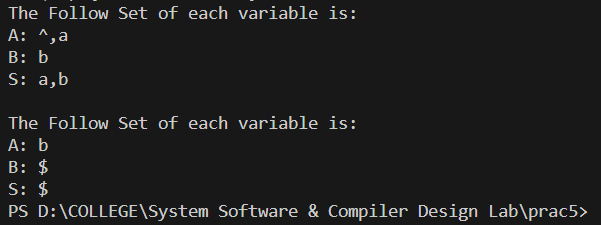 The Follow Set of each variable is:
A: ^,a
B: b
S: a,b
The Follow Set of each variable is:
A: b
B: $
S: $
PS D:\COLLEGE\System Software & Compiler Design Lab\prac5>